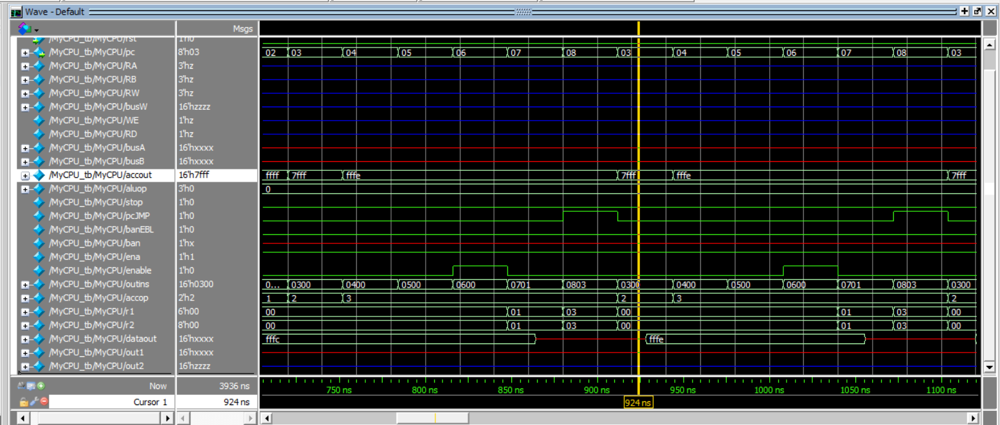 Wave - Default
Msgs
/MyCPU_tb/MyCPU/rst 1'h0
/MyCPU_tb/MyCPU/pc 8'h03 02 03 04 05 06 07 08 03 04 05 06 07 08 03
/MyCPU_tb/MyCPU/RA 3'hz
/MyCPU_tb/MyCPU/RB 3'hz
/MyCPU_tb/MyCPU/RW 3'hz
/MyCPU_tb/MyCPU/busW 16'hzzzz
/MyCPU_tb/MyCPU/WE 1'hz
/MyCPU_tb/MyCPU/RD 1'hz
/MyCPU_tb/MyCPU/busA 16'hxxxx
/MyCPU_tb/MyCPU/busB 16'hxxxx
/MyCPU_tb/MyCPU/accout 16'h7fff ffff 7fff fffe 7fff fffe 7fff
/MyCPU_tb/MyCPU/aluop 3'h0 0
/MyCPU_tb/MyCPU/stop 1'h0
/MyCPU_tb/MyCPU/pcJMP 1'h0
/MyCPU_tb/MyCPU/banEBL 1'h0
/MyCPU_tb/MyCPU/ban 1'hx
/MyCPU_tb/MyCPU/ena 1'h1
/MyCPU_tb/MyCPU/enable 1'h0
/MyCPU_tb/MyCPU/outins 16'h0300 0... 0300 0400 0500 0600 0701 0803 0300 0400 0500 0600 0701 0803 0300
/MyCPU_tb/MyCPU/accop 2'h2 1 2 3 2 3 2
/MyCPU_tb/MyCPU/r1 6'h00 00 01 03 00 01 03 00
/MyCPU_tb/MyCPU/r2 8'h00 00 01 03 00 01 03 00
/MyCPU_tb/MyCPU/dataout 16'hxxxx fffc fffe
/MyCPU_tb/MyCPU/out1 16'hxxxx
/MyCPU_tb/MyCPU/out2 16'hzzzz
Now 3936 ns 750 ns 800 ns 850 ns 900 ns 950 ns 1000 ns 1050 ns 1100 ns
Cursor 1 924 ns 924 ns